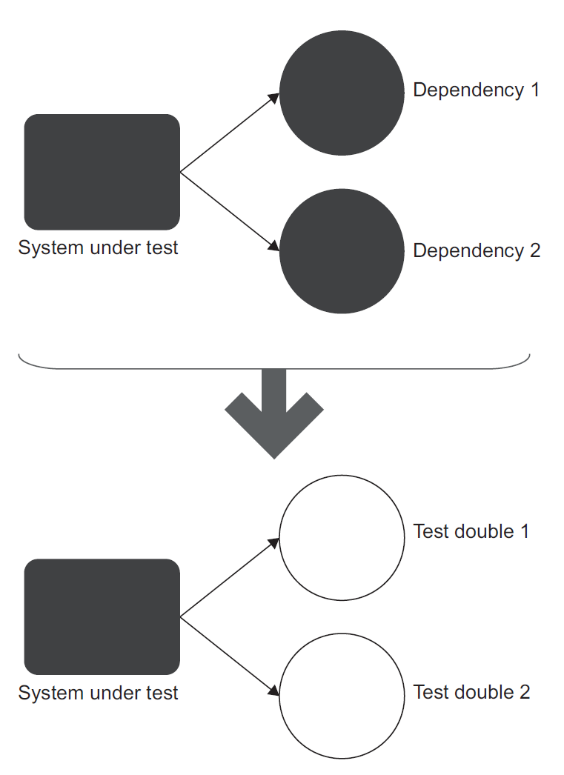 Dependency 1
System under test
Dependency 2
Test double 1
System under test
Test double 2